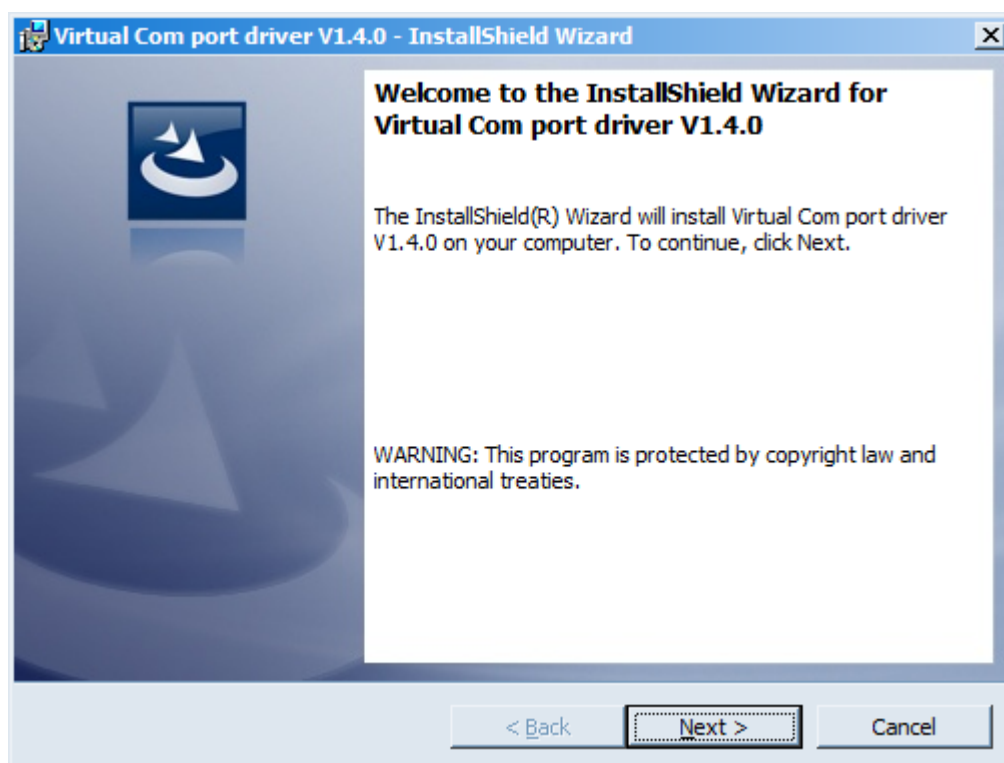 Virtual Com port driver V1.4.0 - InstallShield Wizard
Welcome to the InstallShield Wizard for
Virtual Com port driver V1.4.0
The InstallShield(R) Wizard will install Virtual Com port driver
V1.4.0 on your computer. To continue, click Next.
WARNING: This program is protected by copyright law and
international treaties.
< Back
Next >
Cancel